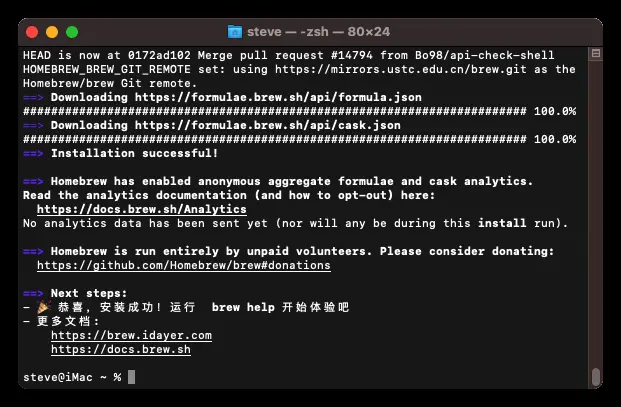 steve — -zsh — 80×24
HEAD is now at 0172ad102 Merge pull request #14794 from Bo98/api-check-shell
HOMEBREW_BREW_GIT_REMOTE set: using https://mirrors.ustc.edu.cn/brew.git as the
Homebrew/brew Git remote.
==> Downloading https://formulae.brew.sh/api/formula.json
######################################################################## 100.0%
==> Downloading https://formulae.brew.sh/api/cask.json
######################################################################## 100.0%
==> Installation successful!
==> Homebrew has enabled anonymous aggregate formulae and cask analytics.
Read the analytics documentation (and how to opt-out) here:
https://docs.brew.sh/Analytics
No analytics data has been sent yet (nor will any be during this install run).
==> Homebrew is run entirely by unpaid volunteers. Please consider donating:
https://github.com/Homebrew/brew#donations
==> Next steps:
- 🎉 恭喜，安装成功！运行 brew help 开始体验吧
- 更多文档：
https://brew.idayer.com
https://docs.brew.sh
steve@iMac ~ %